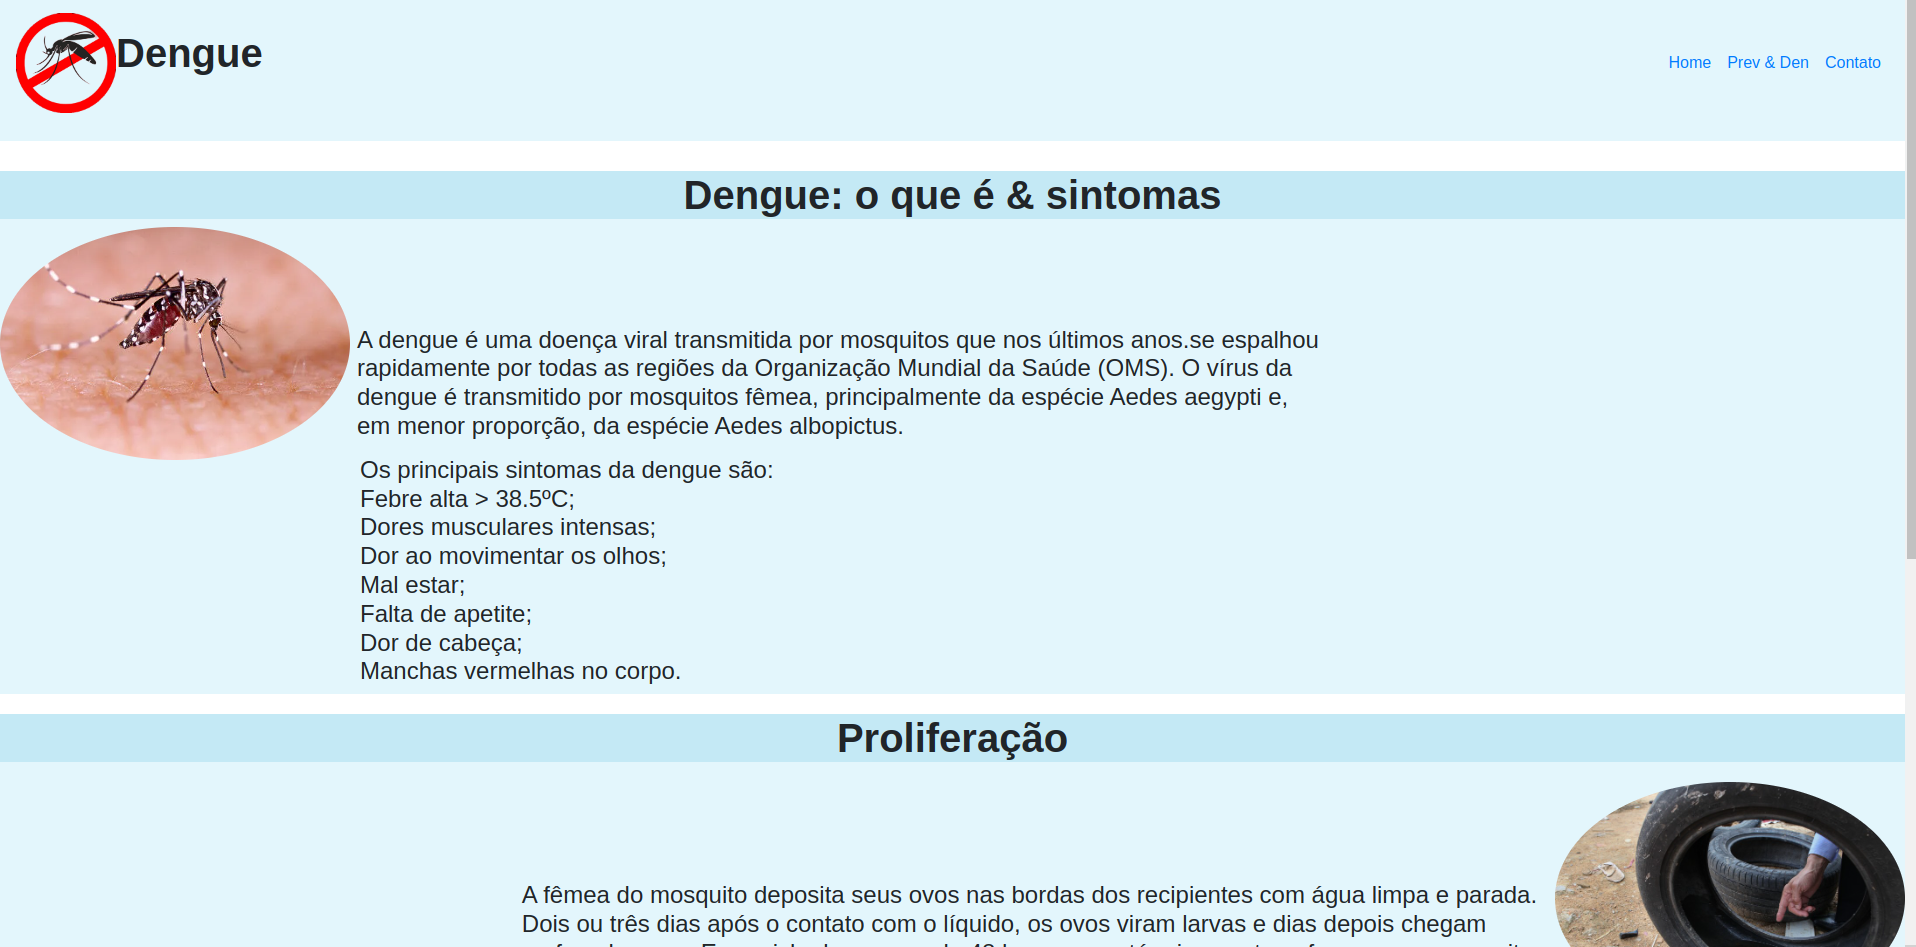 Dengue
Home Prev & Den Contato
Dengue: o que é & sintomas
A dengue é uma doença viral transmitida por mosquitos que nos últimos anos.se espalhou
rapidamente por todas as regiões da Organização Mundial da Saúde (OMS). O vírus da
dengue é transmitido por mosquitos fêmea, principalmente da espécie Aedes aegypti e,
em menor proporção, da espécie Aedes albopictus.
Os principais sintomas da dengue são:
Febre alta > 38.5ºC;
Dores musculares intensas;
Dor ao movimentar os olhos;
Mal estar;
Falta de apetite;
Dor de cabeça;
Manchas vermelhas no corpo.
Proliferação
A fêmea do mosquito deposita seus ovos nas bordas dos recipientes com água limpa e parada.
Dois ou três dias após o contato com o líquido, os ovos viram larvas e dias depois chegam